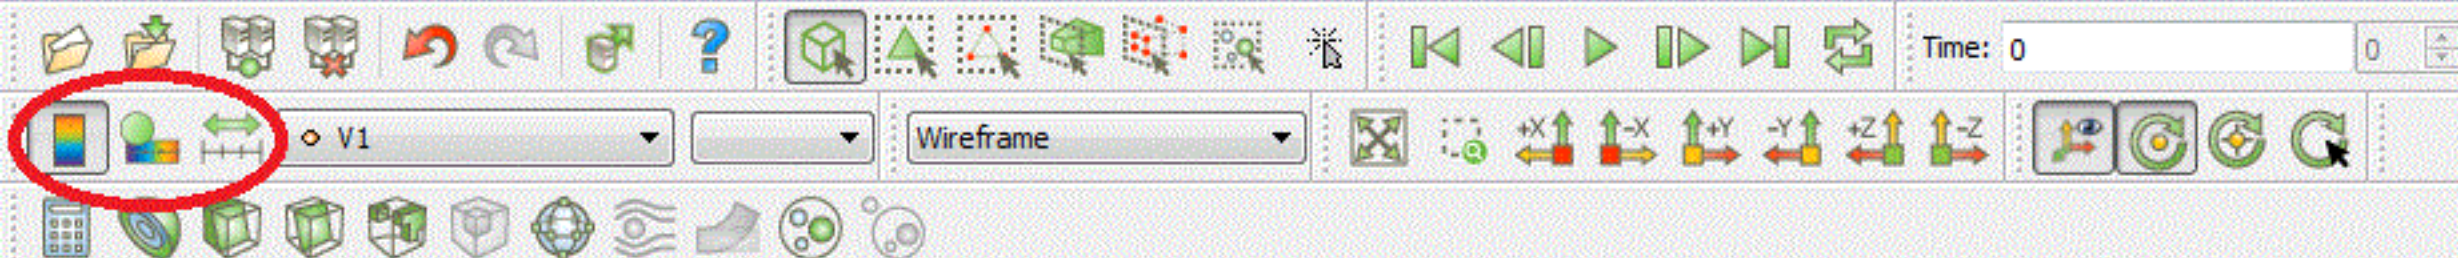 ? Time: 0 0
V1 Wireframe +X -X +Y -Y +Z -Z